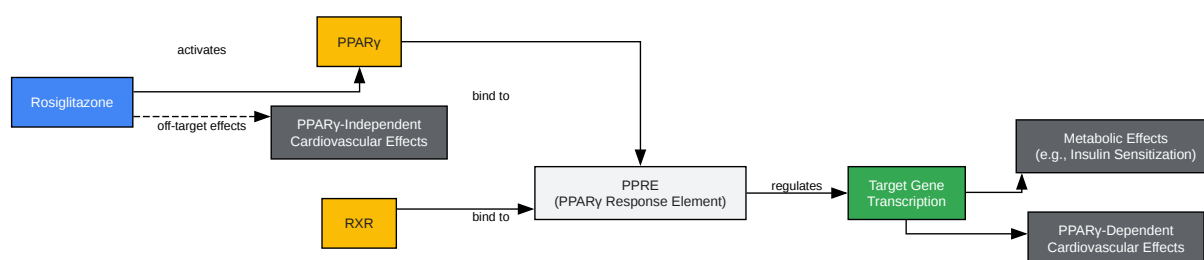 PPARγ
activates
Rosiglitazone
bind to
off-target effects
PPARγ-Independent
Cardiovascular Effects
Metabolic Effects
(e.g., Insulin Sensitization)
PPRE
(PPARγ Response Element)
regulates
Target Gene
Transcription
RXR
bind to
PPARγ-Dependent
Cardiovascular Effects